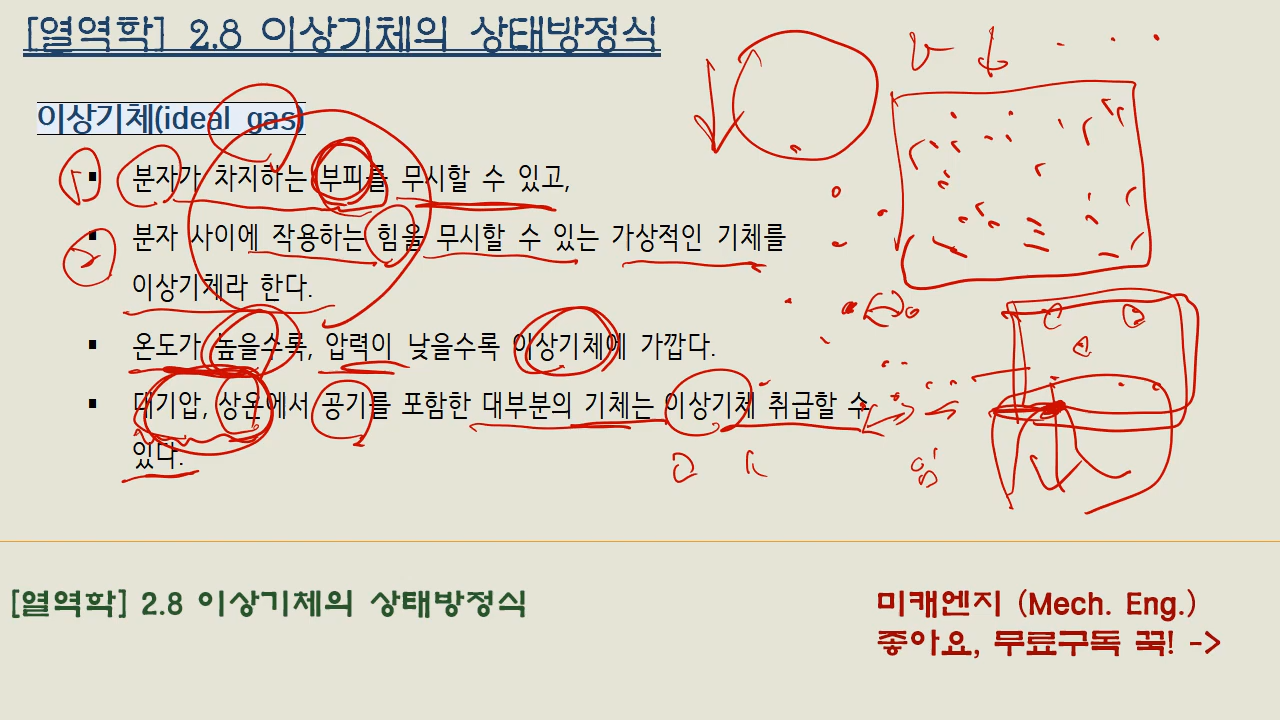 [열역학] 2.8 이상기체의 상태방정식
이상기체(ideal gas)
▪ 분자가 차지하는 부피를 무시할 수 있고,
▪ 분자 사이에 작용하는 힘을 무시할 수 있는 가상적인 기체를
이상기체라 한다.
▪ 온도가 높을수록, 압력이 낮을수록 이상기체에 가깝다.
▪ 대기압, 상온에서 공기를 포함한 대부분의 기체는 이상기체 취급할 수
있다.
[열역학] 2.8 이상기체의 상태방정식
미캐엔지 (Mech. Eng.)
좋아요, 무료구독 꾹! ->